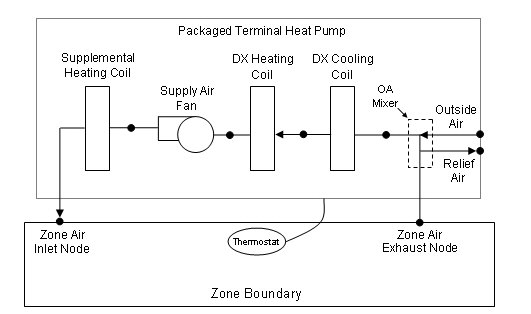 Packaged Terminal Heat Pump
Supplemental
Heating Coil
Supply Air
Fan
DX Heating
Coil
DX Cooling
Coil
OA
Mixer
Outside
Air
Relief
Air
Zone Air
Inlet Node
Thermostat
Zone Air
Exhaust Node
Zone Boundary